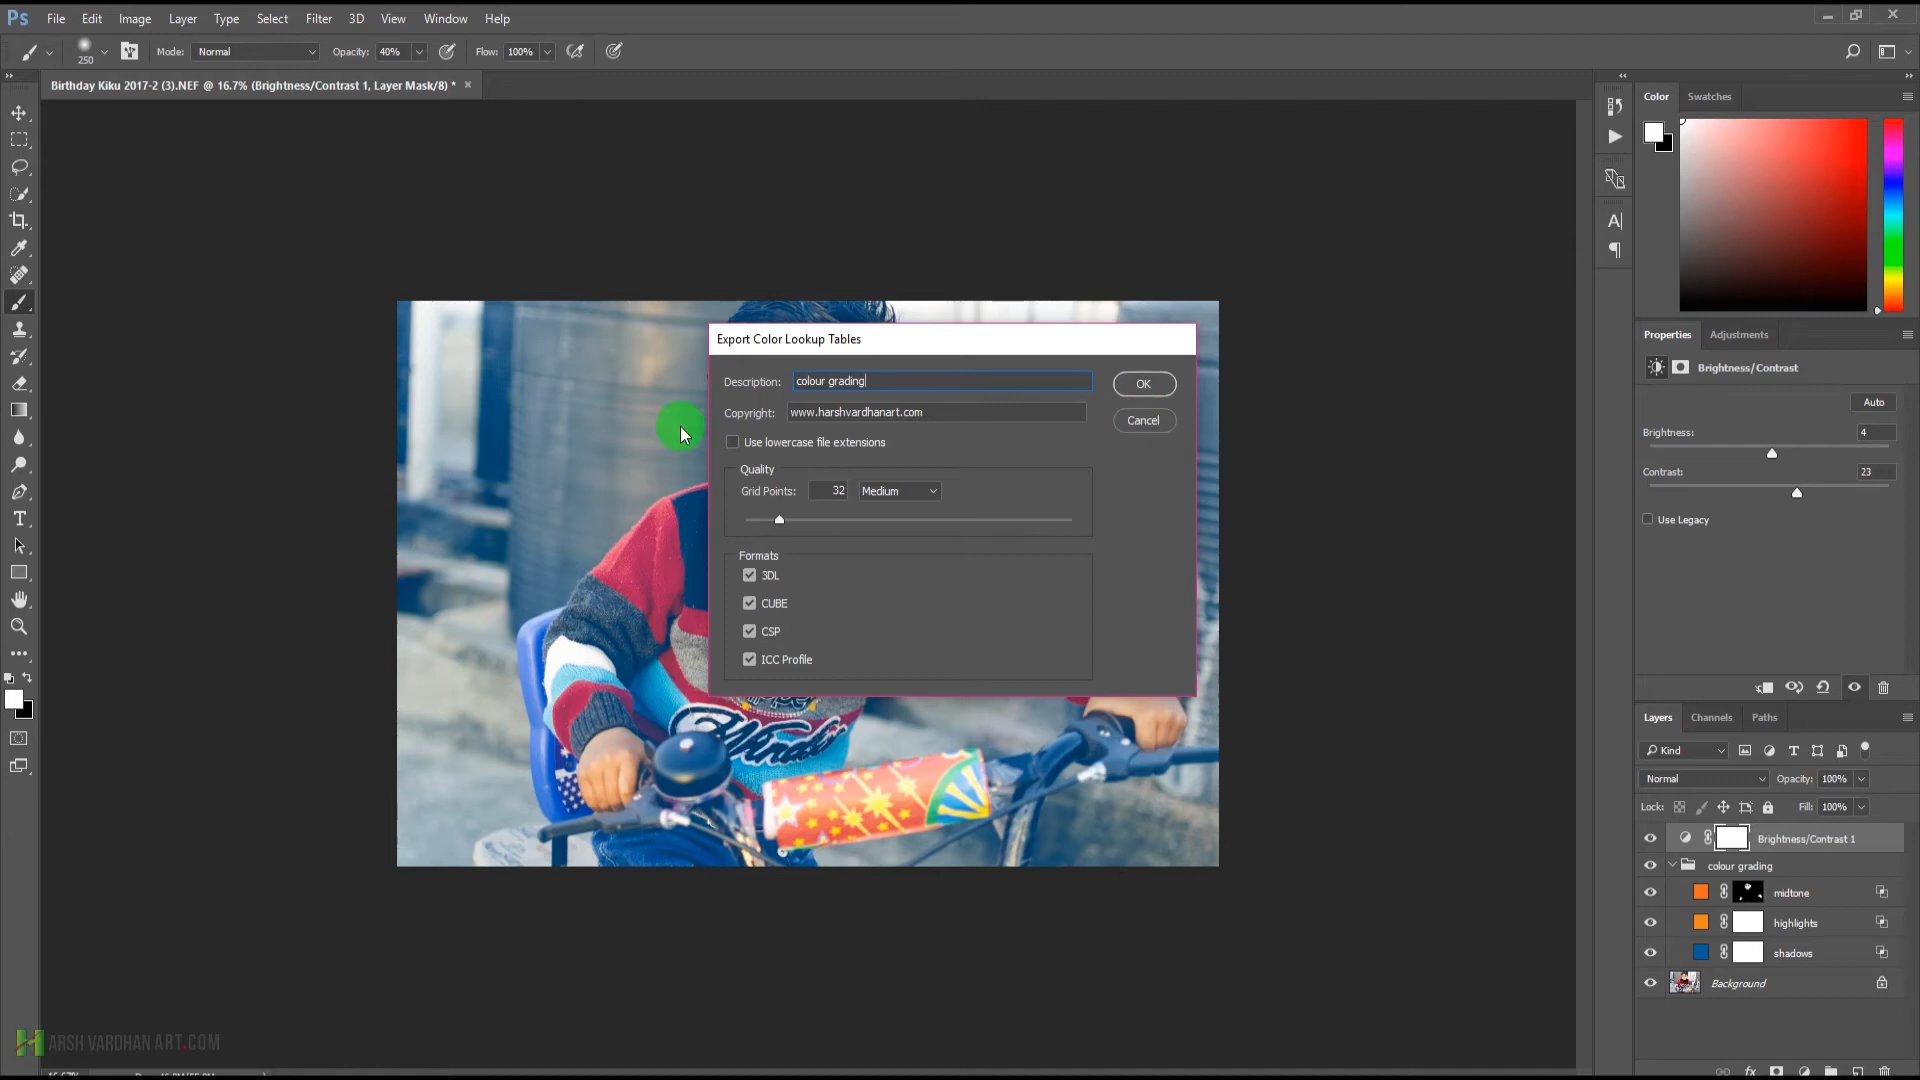 Ps File Edit Image Layer Type Select Filter 3D View Window Help
250 Mode: Normal Opacity: 40% Flow: 100%
Birthday Kiku 2017-2 (3).NEF @ 16.7% (Brightness/Contrast 1, Layer Mask/8) * ×
Color Swatches
Export Color Lookup Tables
Description: colour grading
OK
Copyright: www.harshvardhanart.com
Cancel
Use lowercase file extensions
Quality
Grid Points: 32 Medium
Formats
3DL
CUBE
CSP
ICC Profile
Properties Adjustments
Brightness/Contrast
Auto
Brightness: 4
Contrast: 23
Use Legacy
Layers Channels Paths
Kind
Normal Opacity: 100%
Lock: Fill: 100%
Brightness/Contrast 1
colour grading
midtone
highlights
shadows
Background
HARSH VARDHAN ART.COM